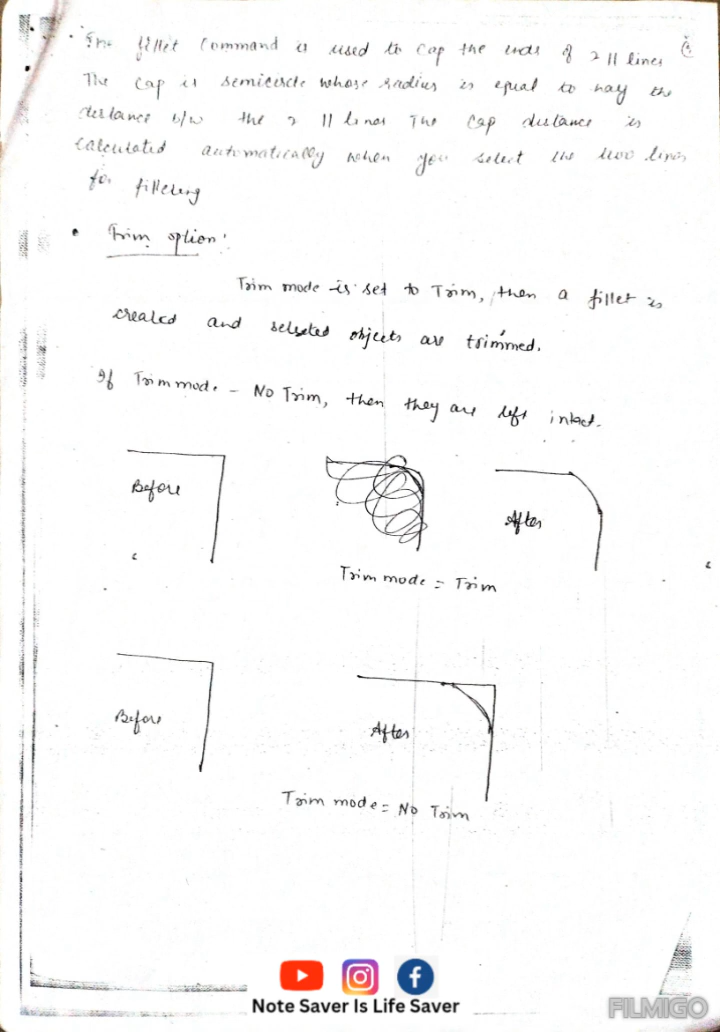 The fillet Command is used to Cap the ends of 2 || lines
The Cap is semicircle whose radius is equal to half the
distance b/w the 2 || lines The Cap distance is
Calculated automatically when you select the two lines
for filleting
• Trim option:
Trim mode is set to Trim, then a fillet is
created and selseted objects are trimmed.
If Trim mode - No Trim, then they are left intact.
Before
After
Trim mode = Trim
Before
After
Trim mode = No Trim
Note Saver Is Life Saver
FILMIGO